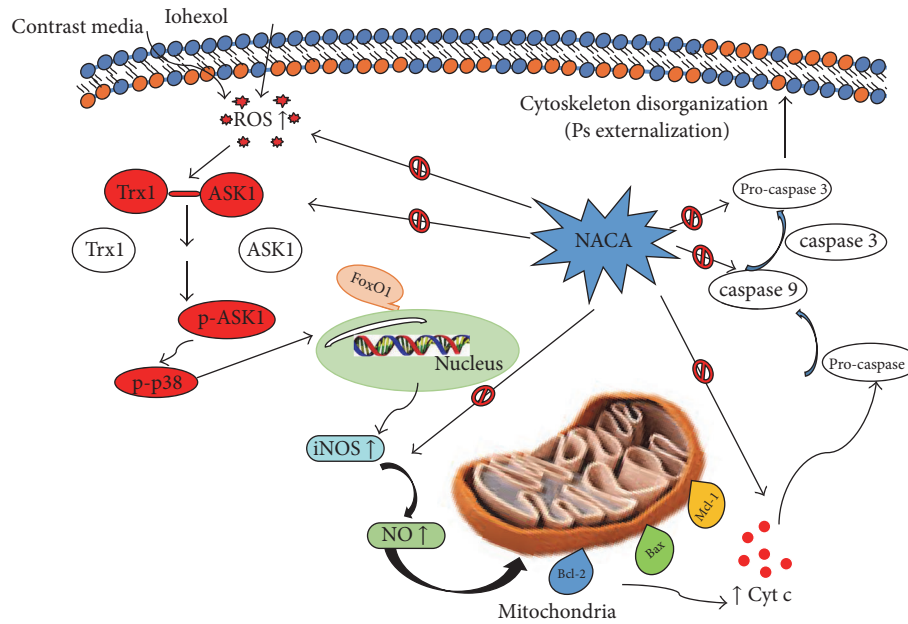 Iohexol
Contrast media
ROS ↑
Cytoskeleton disorganization
(Ps externalization)
Trx1
ASK1
Trx1
ASK1
NACA
Pro-caspase 3
caspase 3
caspase 9
Pro-caspase
p-ASK1
p-p38
FoxO1
Nucleus
iNOS ↑
NO ↑
Mcl-1
Bax
Bcl-2
Mitochondria
↑ Cyt c